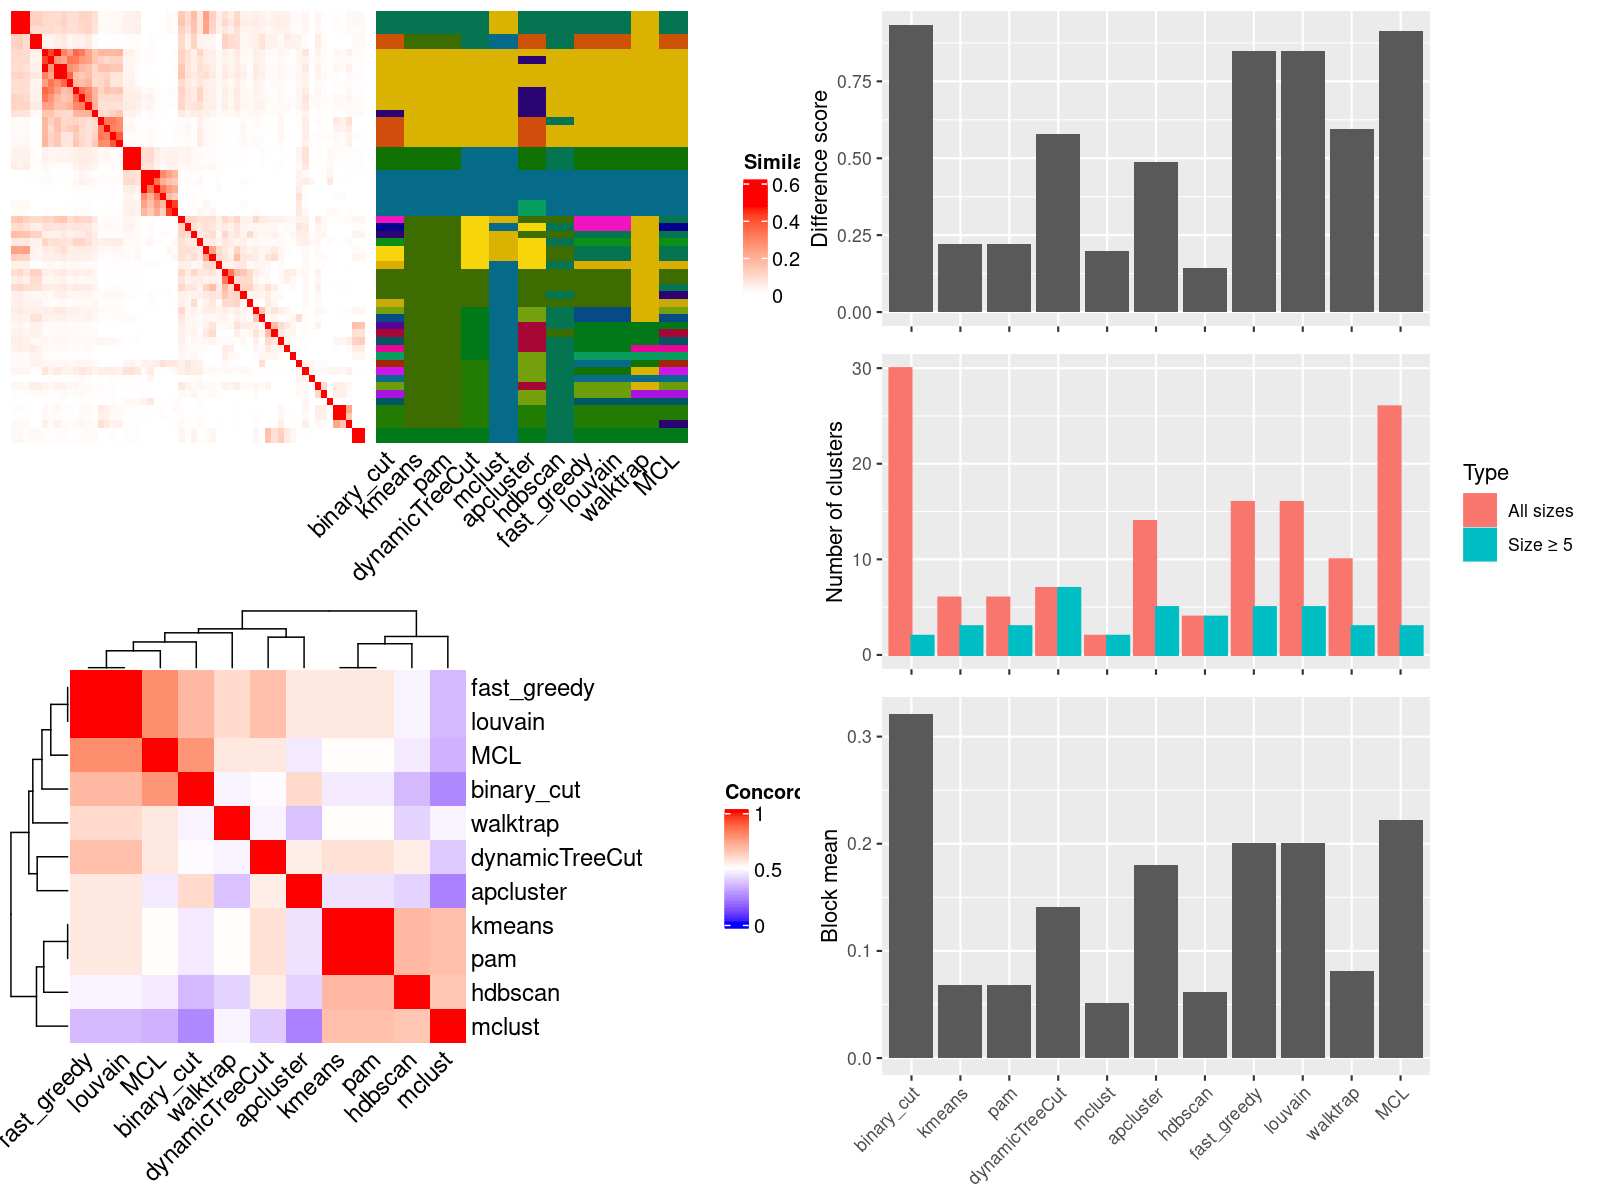 Simila
0.6
0.4
0.2
0
binary_cut
kmeans
pam
dynamicTreeCut
mclust
apcluster
hdbscan
fast_greedy
louvain
walktrap
MCL
fast_greedy
louvain
MCL
binary_cut
walktrap
dynamicTreeCut
apcluster
kmeans
pam
hdbscan
mclust
Concord
1
0.5
0
fast_greedy
louvain
MCL
binary_cut
walktrap
dynamicTreeCut
apcluster
kmeans
pam
hdbscan
mclust
Difference score
0.75
0.50
0.25
0.00
Number of clusters
30
20
10
0
Type
All sizes
Size ≥ 5
Block mean
0.3
0.2
0.1
0.0
binary_cut
kmeans
pam
dynamicTreeCut
mclust
apcluster
hdbscan
fast_greedy
louvain
walktrap
MCL